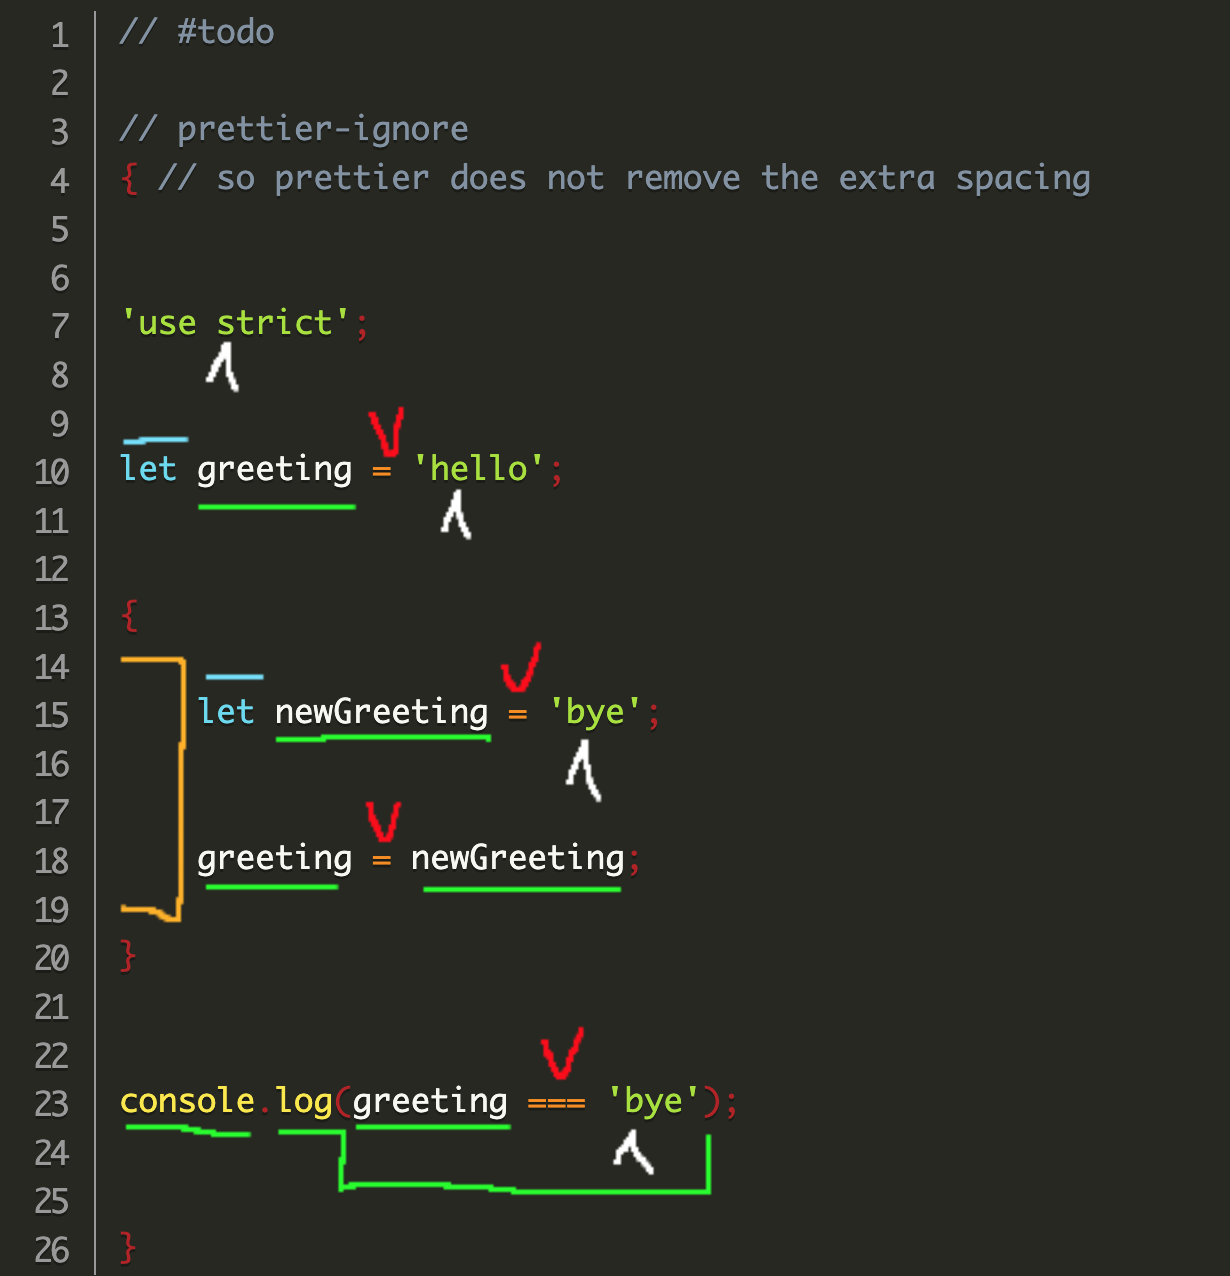 1 // #todo
2
3 // prettier-ignore
4 { // so prettier does not remove the extra spacing
5
6
7 'use strict';
8
9
10 let greeting = 'hello';
11
12
13 {
14
15 let newGreeting = 'bye';
16
17
18 greeting = newGreeting;
19
20 }
21
22
23 console.log(greeting === 'bye');
24
25
26 }